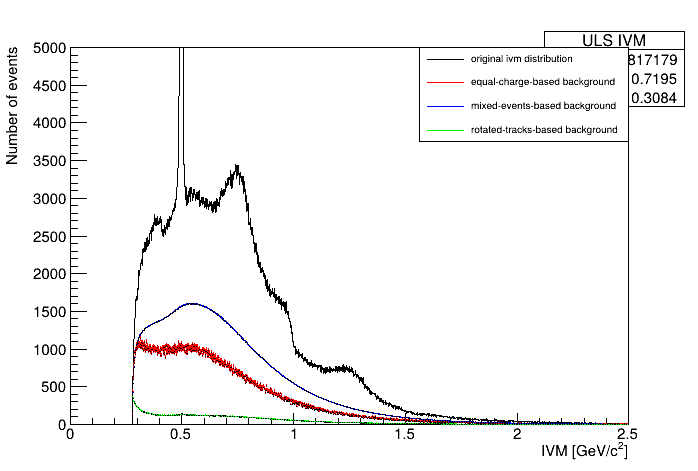 ULS IVM
817179
0.7195
0.3084
original ivm distribution
equal-charge-based background
mixed-events-based background
rotated-tracks-based background
Number of events
5000
4500
4000
3500
3000
2500
2000
1500
1000
500
0
0 0.5 1 1.5 2 2.5
IVM [GeV/c²]